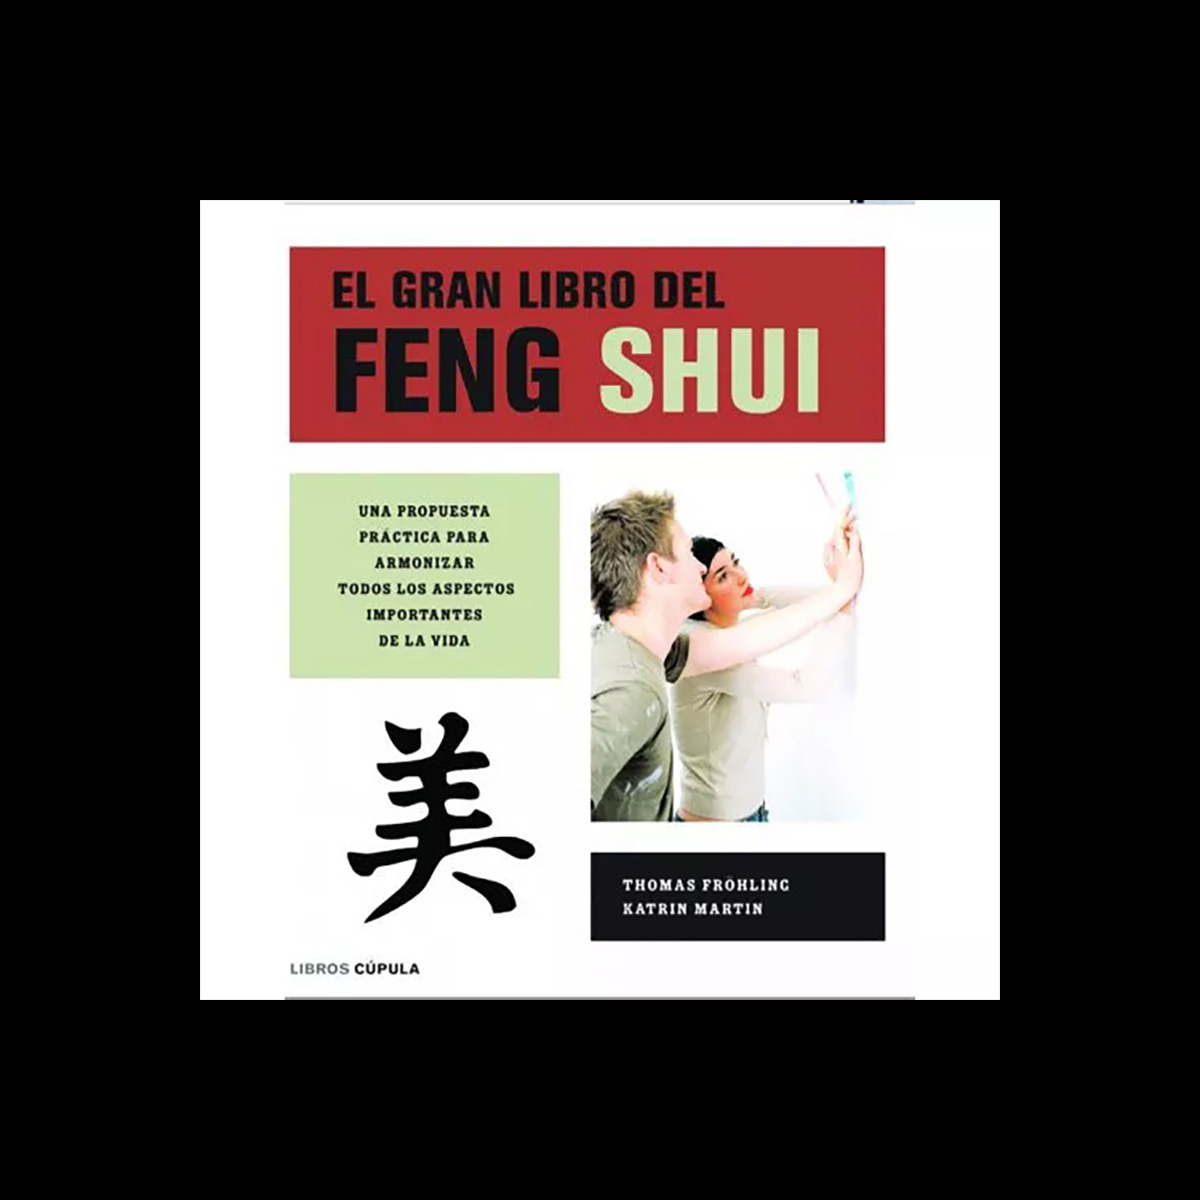 EL GRAN LIBRO DEL
FENG SHUI
UNA PROPUESTA
PRÁCTICA PARA
ARMONIZAR
TODOS LOS ASPECTOS
IMPORTANTES
DE LA VIDA
美
THOMAS FRÖHLING
KATRIN MARTIN
LIBROS CÚPULA